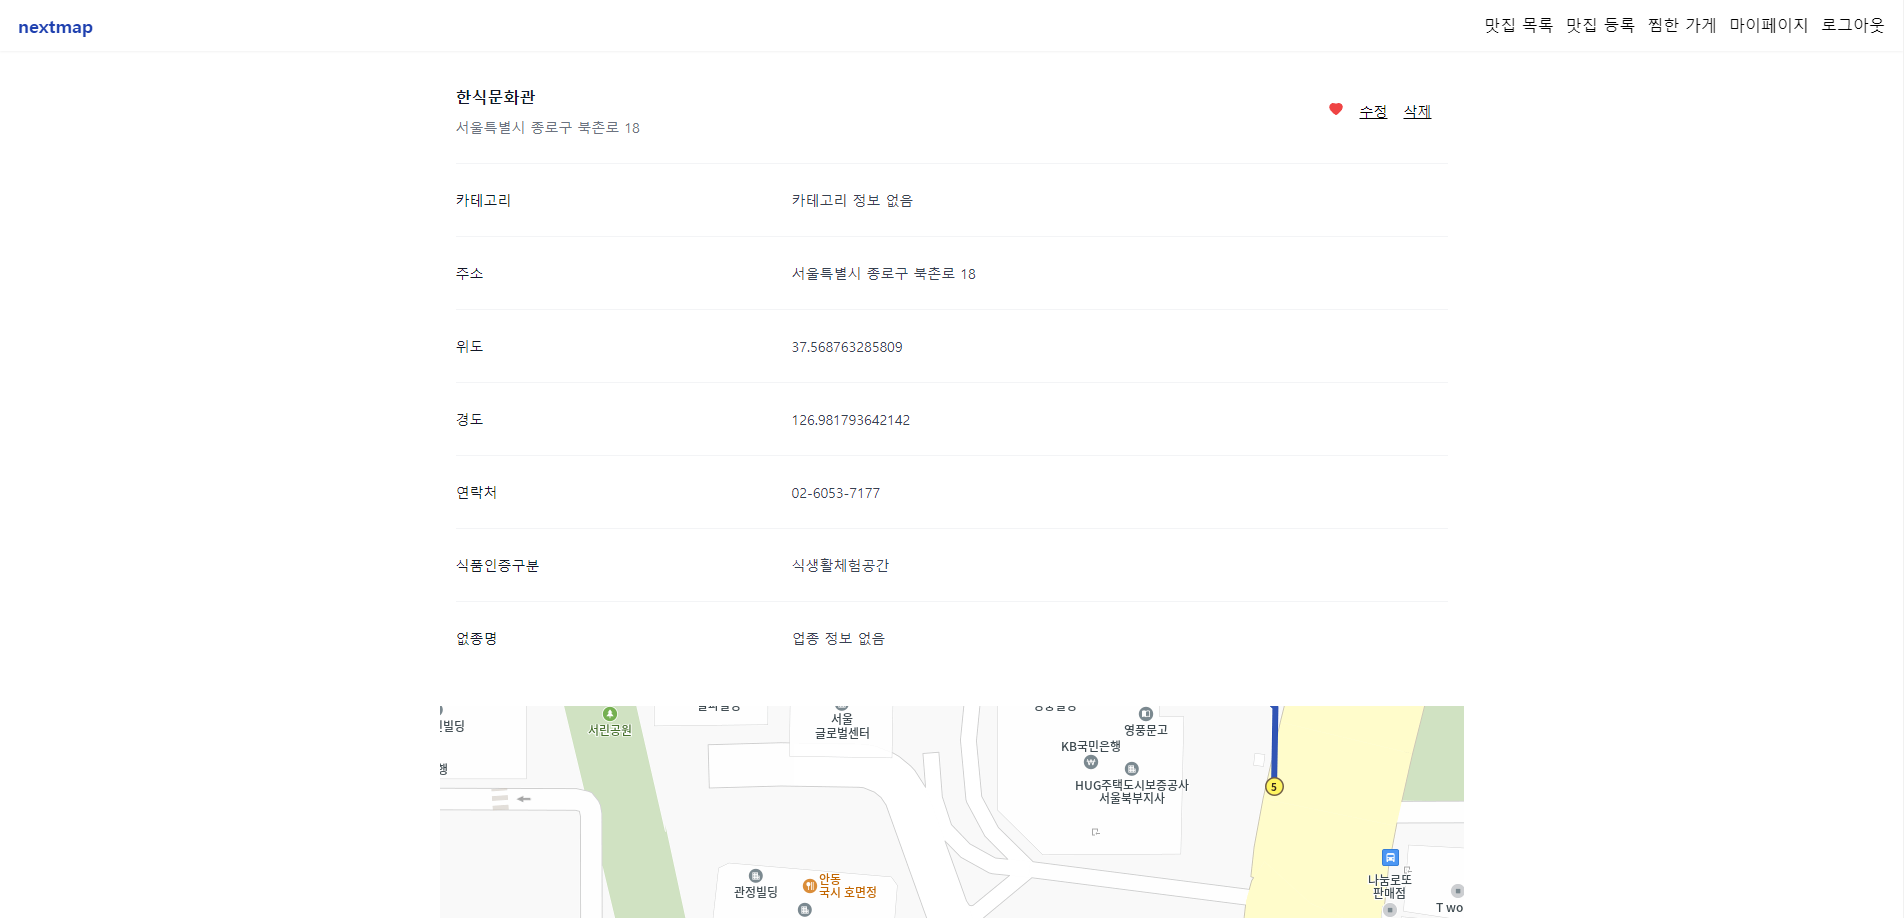 nextmap
맛집 목록 맛집 등록 찜한 가게 마이페이지 로그아웃
한식문화관
서울특별시 종로구 북촌로 18
수정 삭제
카테고리 카테고리 정보 없음
주소 서울특별시 종로구 북촌로 18
위도 37.568763285809
경도 126.981793642142
연락처 02-6053-7177
식품인증구분 식생활체험공간
없종명 업종 정보 없음
서린공원
서울
글로벌센터
영풍문고
KB국민은행
HUG주택도시보증공사
서울북부지사
5
관정빌딩
안동
국시 호면정
나눔로또
판매점
T wo